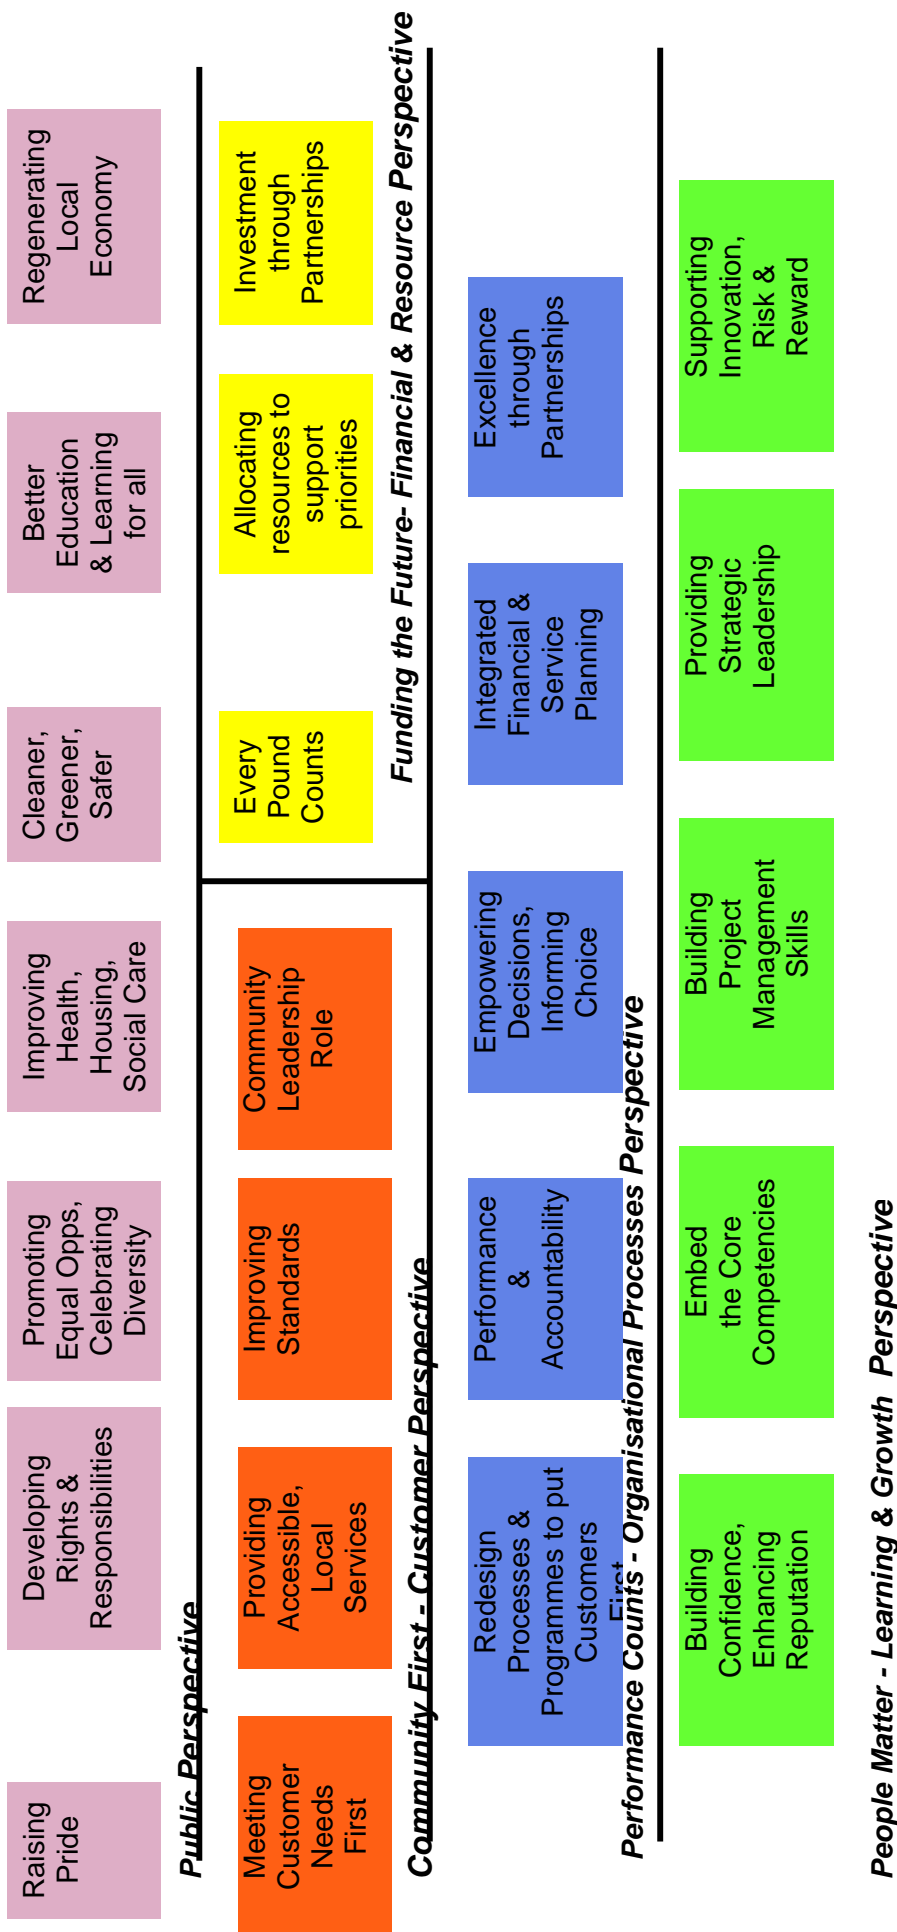 Raising
Pride
Developing
Rights &
Responsibilities
Promoting
Equal Opps,
Celebrating
Diversity
Improving
Health,
Housing,
Social Care
Cleaner,
Greener,
Safer
Better
Education
& Learning
for all
Regenerating
Local
Economy
Public Perspective
Meeting
Customer
Needs
First
Providing
Accessible,
Local
Services
Improving
Standards
Community
Leadership
Role
Community First - Customer Perspective
Every
Pound
Counts
Allocating
resources to
support
priorities
Investment
through
Partnerships
Funding the Future- Financial & Resource Perspective
Redesign
Processes &
Programmes to put
Customers
First
Performance
&
Accountability
Empowering
Decisions,
Informing
Choice
Integrated
Financial &
Service
Planning
Excellence
through
Partnerships
Performance Counts - Organisational Processes Perspective
Building
Confidence,
Enhancing
Reputation
Embed
the Core
Competencies
Building
Project
Management
Skills
Providing
Strategic
Leadership
Supporting
Innovation,
Risk &
Reward
People Matter - Learning & Growth Perspective